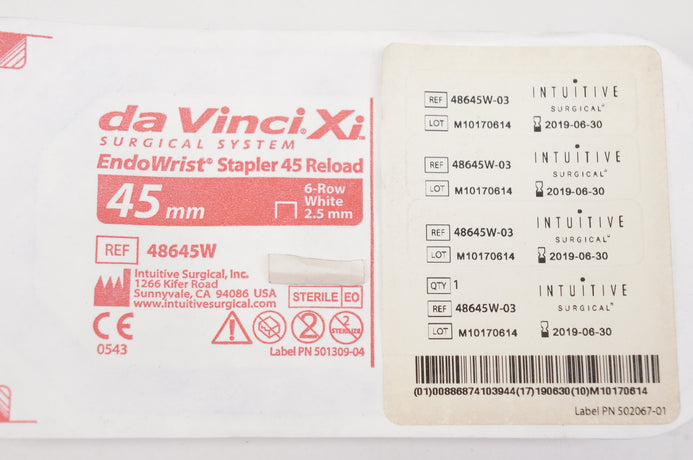 da Vinci Xi
SURGICAL SYSTEM
EndoWrist® Stapler 45 Reload
45 mm
6-Row
White
2.5 mm
REF 48645W
Intuitive Surgical, Inc.
1266 Kifer Road
Sunnyvale, CA 94086 USA
www.intuitivesurgical.com
STERILE EO
CE
0543
2
2
STERILIZE
Label PN 501309-04
REF 48645W-03
INTUITIVE
SURGICAL®
LOT M10170614
2019-06-30
REF 48645W-03
INTUITIVE
SURGICAL®
LOT M10170614
2019-06-30
REF 48645W-03
INTUITIVE
SURGICAL®
LOT M10170614
2019-06-30
QTY 1
REF 48645W-03
INTUITIVE
SURGICAL®
LOT M10170614
2019-06-30
(01)00886874103944(17)190630(10)M10170614
Label PN 502067-01